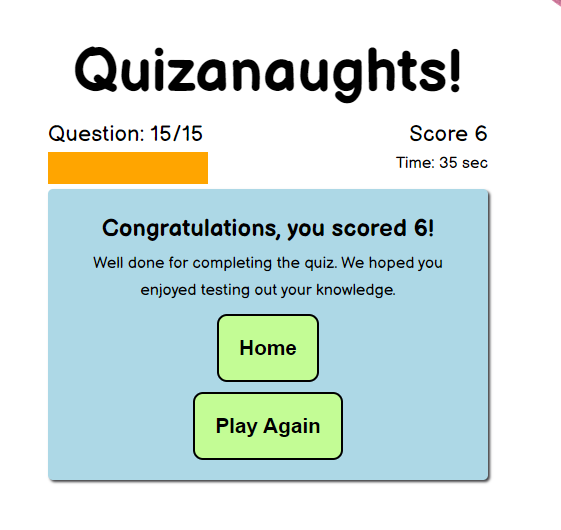 Quizanaughts!
Question: 15/15
Score 6
Time: 35 sec
Congratulations, you scored 6!
Well done for completing the quiz. We hoped you
enjoyed testing out your knowledge.
Home
Play Again